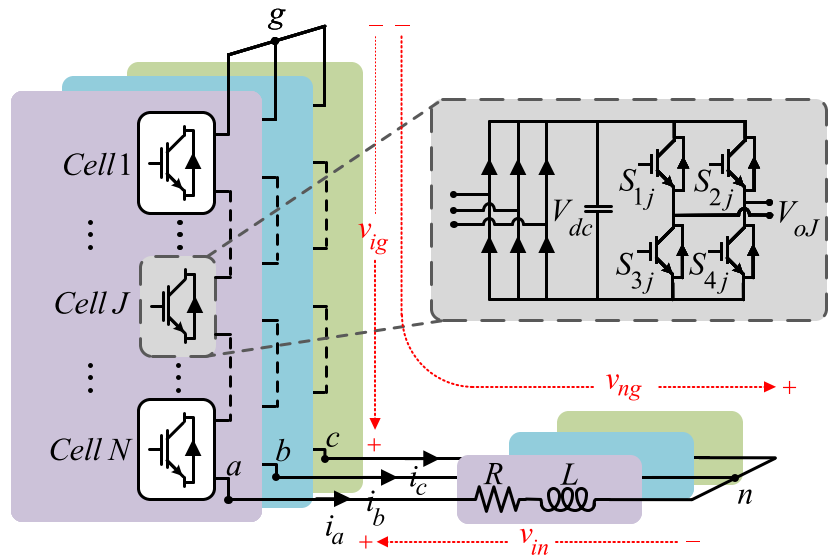 g
Cell 1
Cell J
Cell N
a
b
c
v_{ig}
v_{ng}
− −
+
+
S_{1j}
S_{2j}
V_{dc}
V_{oJ}
S_{3j}
S_{4j}
i_a
i_b
i_c
R
L
n
+ v_{in} −